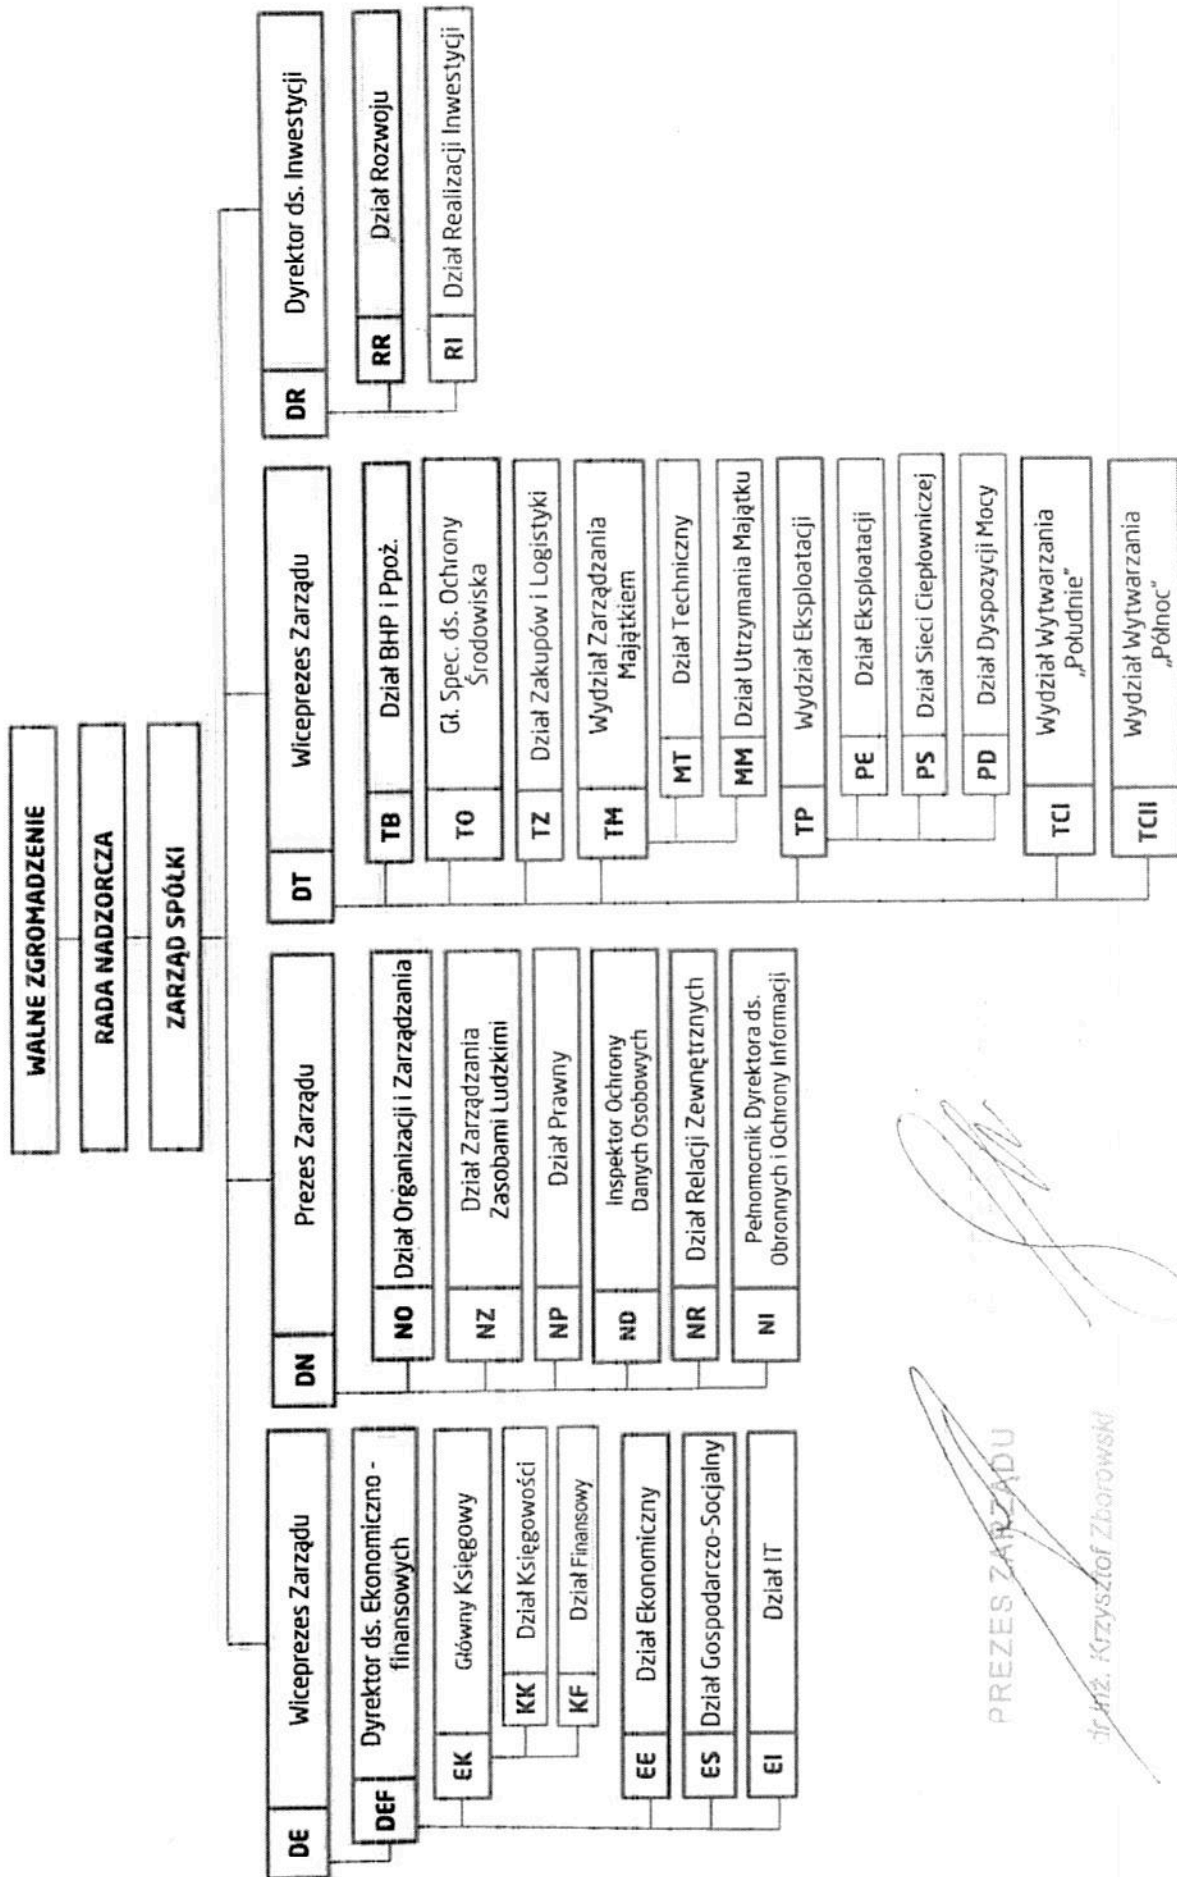 WALNE ZGROMADZENIE
RADA NADZORCZA
ZARZĄD SPÓŁKI
DE
Wiceprezes Zarządu
DEF
Dyrektor ds. Ekonomiczno -
finansowych
EK
Główny Księgowy
KK
Dział Księgowości
KF
Dział Finansowy
EE
Dział Ekonomiczny
ES
Dział Gospodarczo-Socjalny
EI
Dział IT
DN
Prezes Zarządu
NO
Dział Organizacji i Zarządzania
NZ
Dział Zarządzania
Zasobami Ludzkimi
NP
Dział Prawny
ND
Inspektor Ochrony
Danych Osobowych
NR
Dział Relacji Zewnętrznych
NI
Pełnomocnik Dyrektora ds.
Obronnych i Ochrony Informacji
DT
Wiceprezes Zarządu
TB
Dział BHP i Ppoż.
TO
Gł. Spec. ds. Ochrony
Środowiska
TZ
Dział Zakupów i Logistyki
TM
Wydział Zarządzania
Majątkiem
MT
Dział Techniczny
MM
Dział Utrzymania Majątku
TP
Wydział Eksploatacji
PE
Dział Eksploatacji
PS
Dział Sieci Ciepłowniczej
PD
Dział Dyspozycji Mocy
TCI
Wydział Wytwarzania
„Południe”
TCII
Wydział Wytwarzania
„Północ”
DR
Dyrektor ds. Inwestycji
RR
Dział Rozwoju
RI
Dział Realizacji Inwestycji
PREZES ZARZĄDU
dr inż. Krzysztof Zborowski